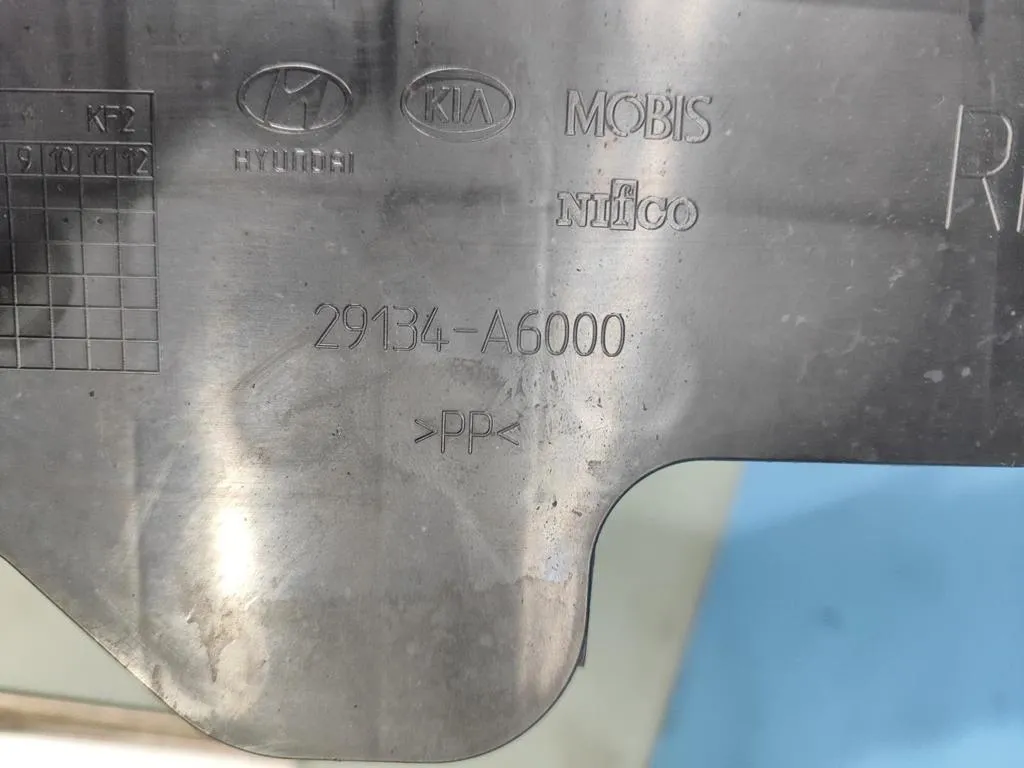 KF2
9 10 11 12
HYUNDAI
KIA
MOBIS
NIfCO
29134-A6000
>PP<